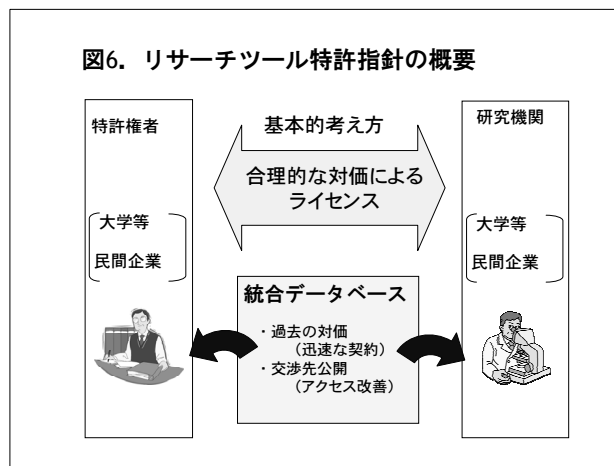 図6. リサーチツール特許指針の概要
特許権者
大学等
民間企業
基本的考え方
合理的な対価による
ライセンス
統合データベース
・過去の対価
(迅速な契約)
・交渉先公開
(アクセス改善)
研究機関
大学等
民間企業